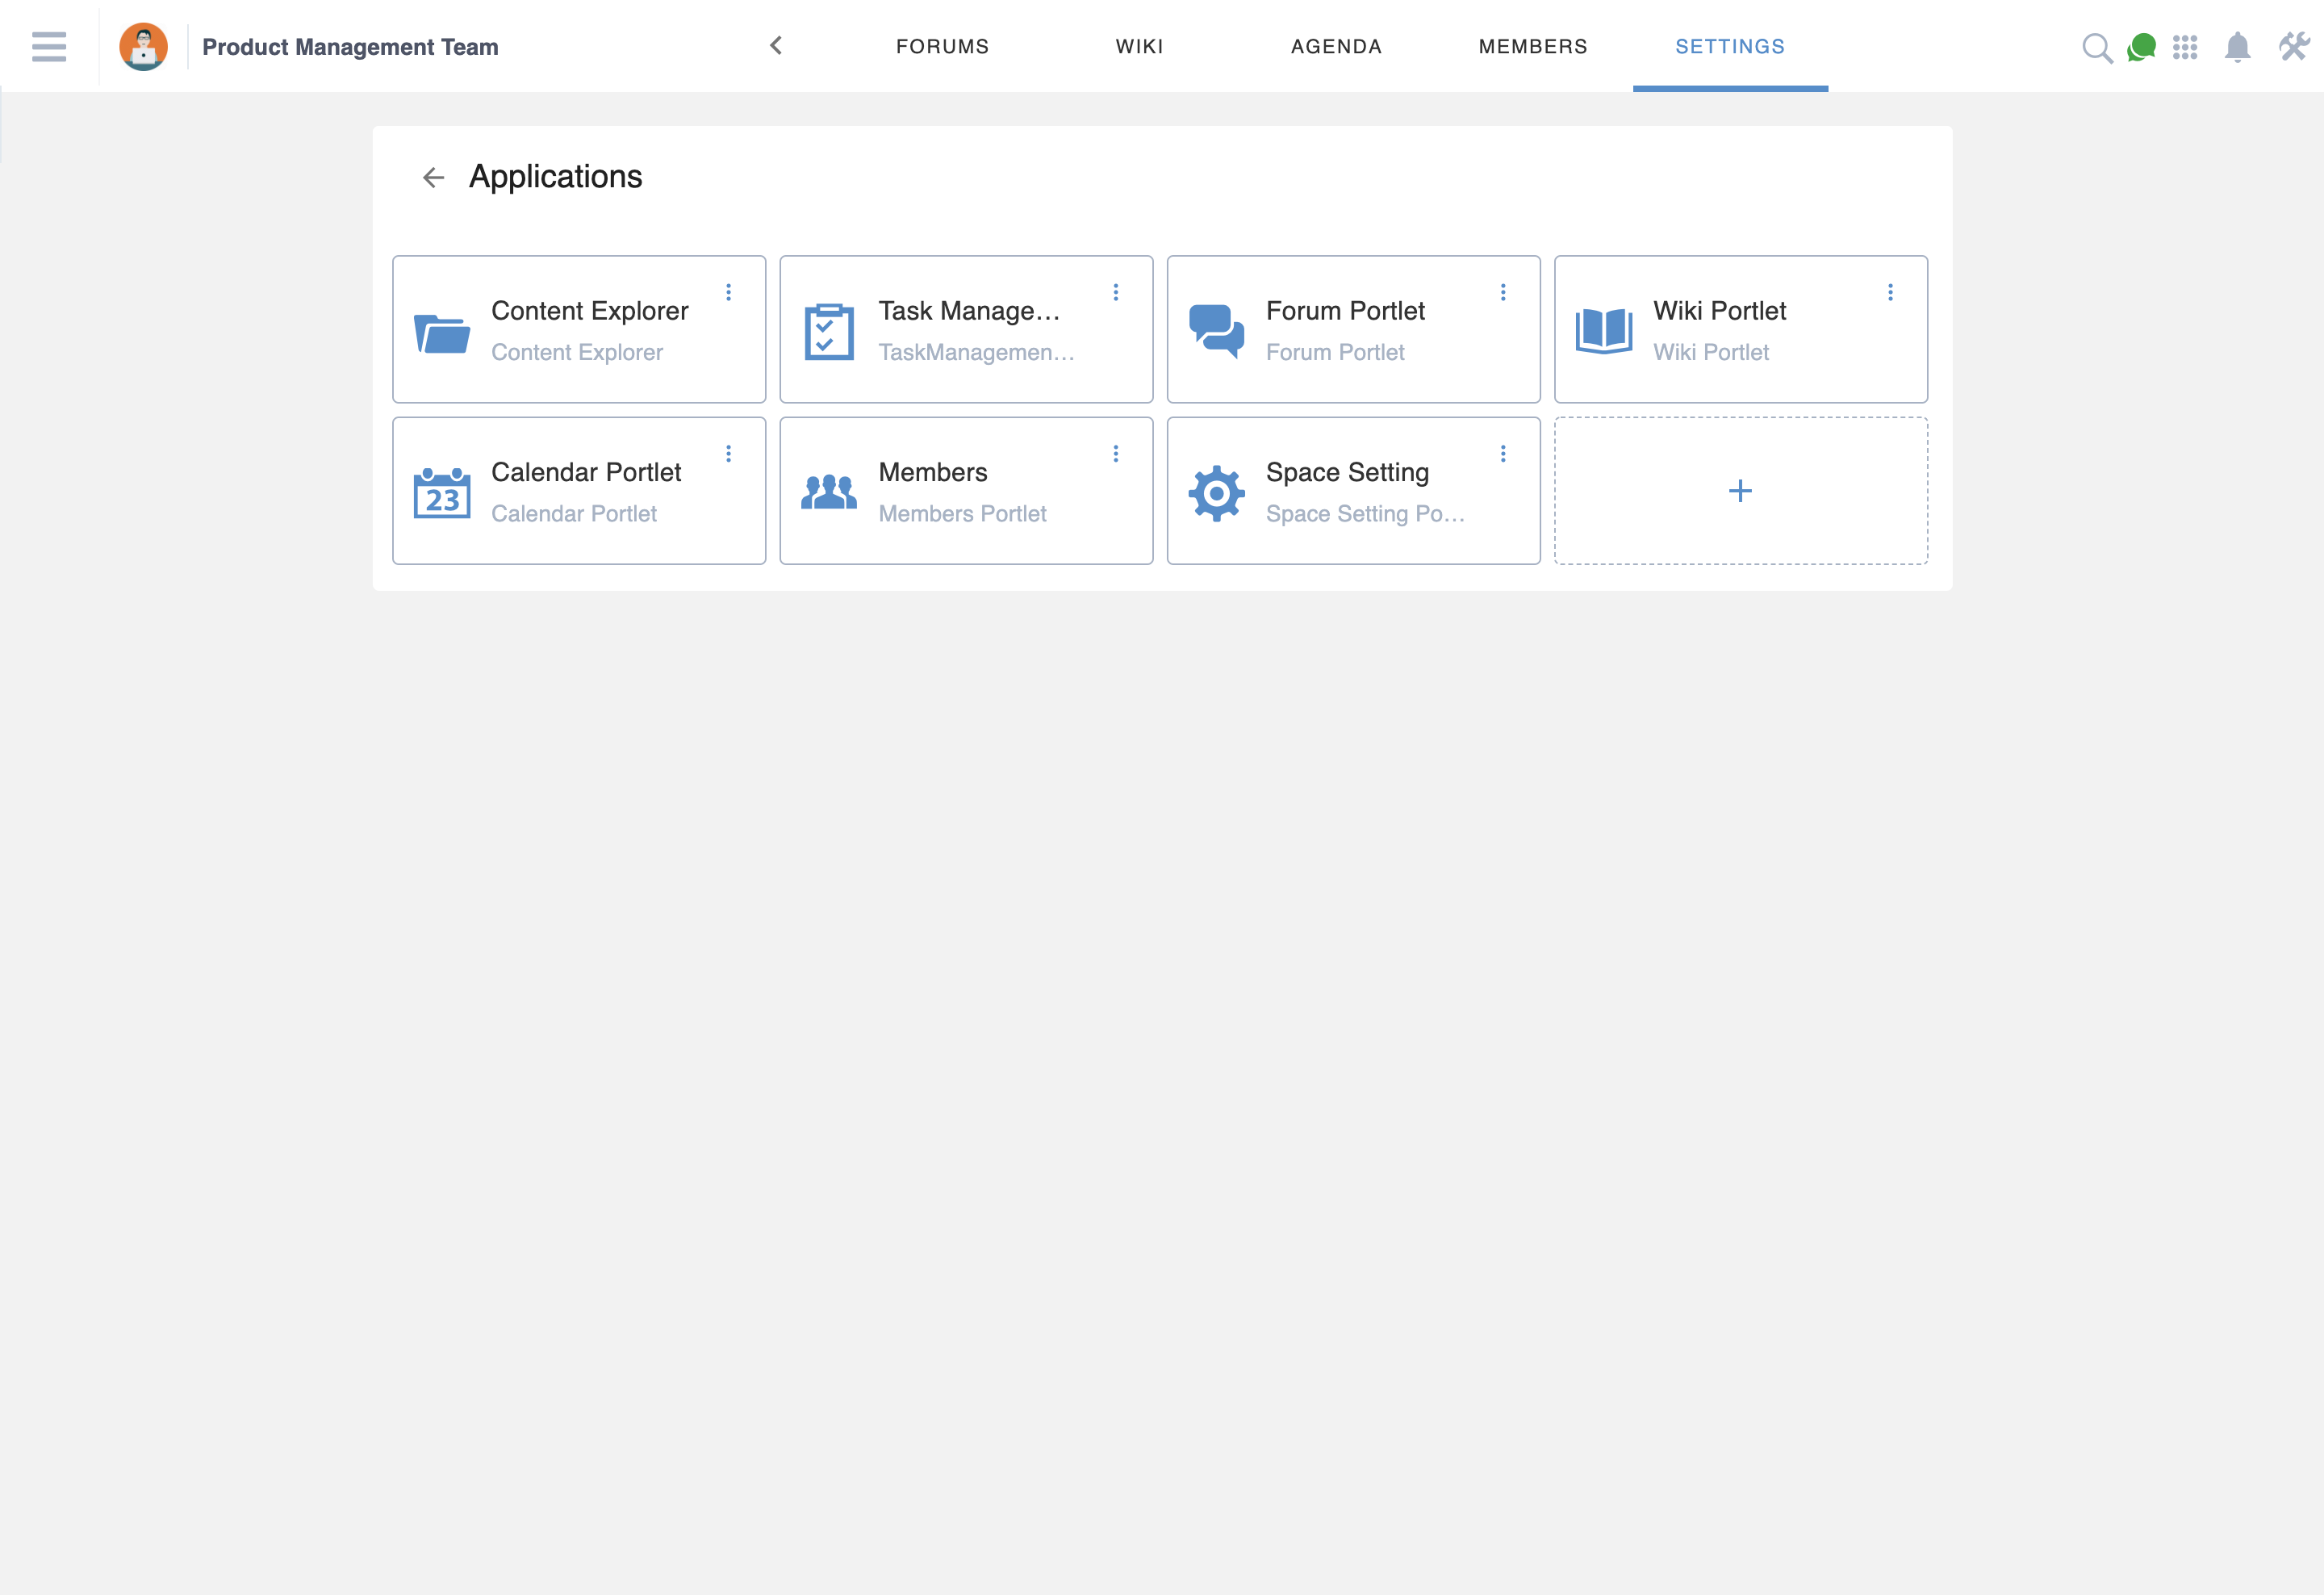 Product Management Team
FORUMS
WIKI
AGENDA
MEMBERS
SETTINGS
Applications
Content Explorer
Content Explorer
Task Manage...
TaskManagemen...
Forum Portlet
Forum Portlet
Wiki Portlet
Wiki Portlet
23
Calendar Portlet
Calendar Portlet
Members
Members Portlet
Space Setting
Space Setting Po...